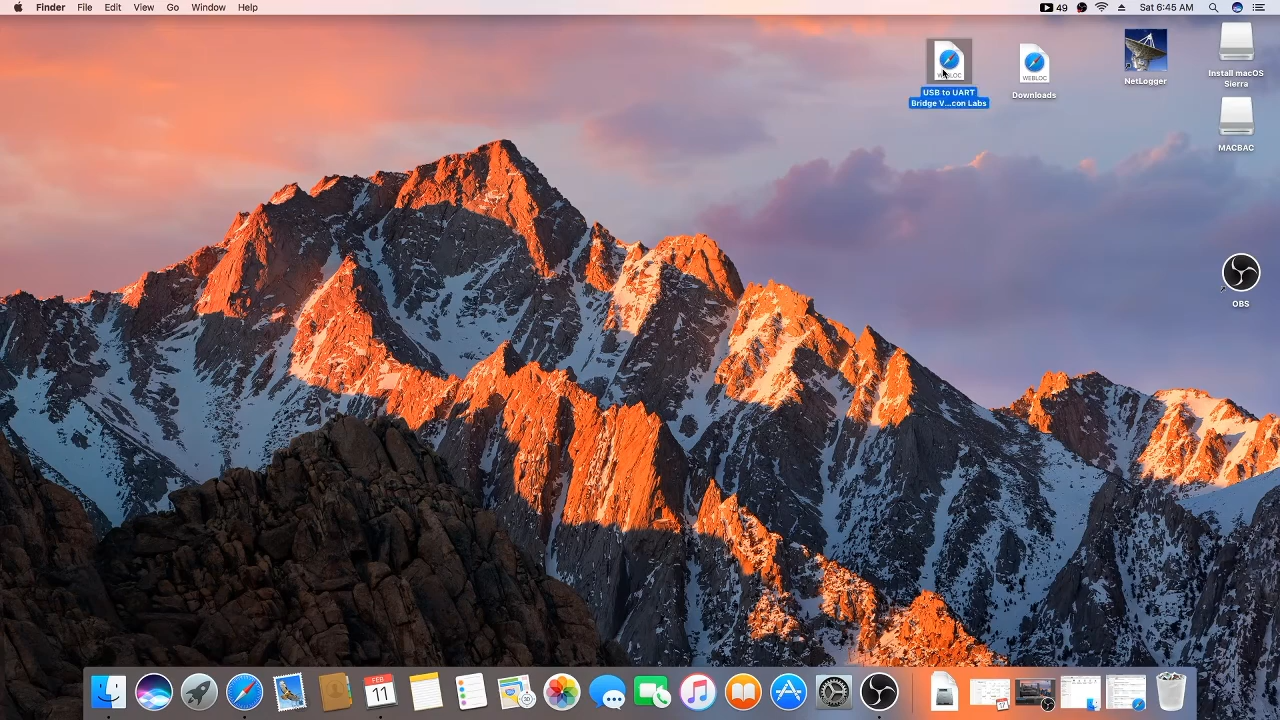 Finder File Edit View Go Window Help 49 Sat 6:45 AM
WEBLOC
USB to UART
Bridge V...con Labs
WEBLOC
Downloads
NetLogger
Install macOS
Sierra
MACBAC
OBS
FEB
11